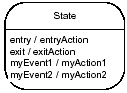 State
entry / entryAction
exit / exitAction
myEvent1 / myAction1
myEvent2 / myAction2